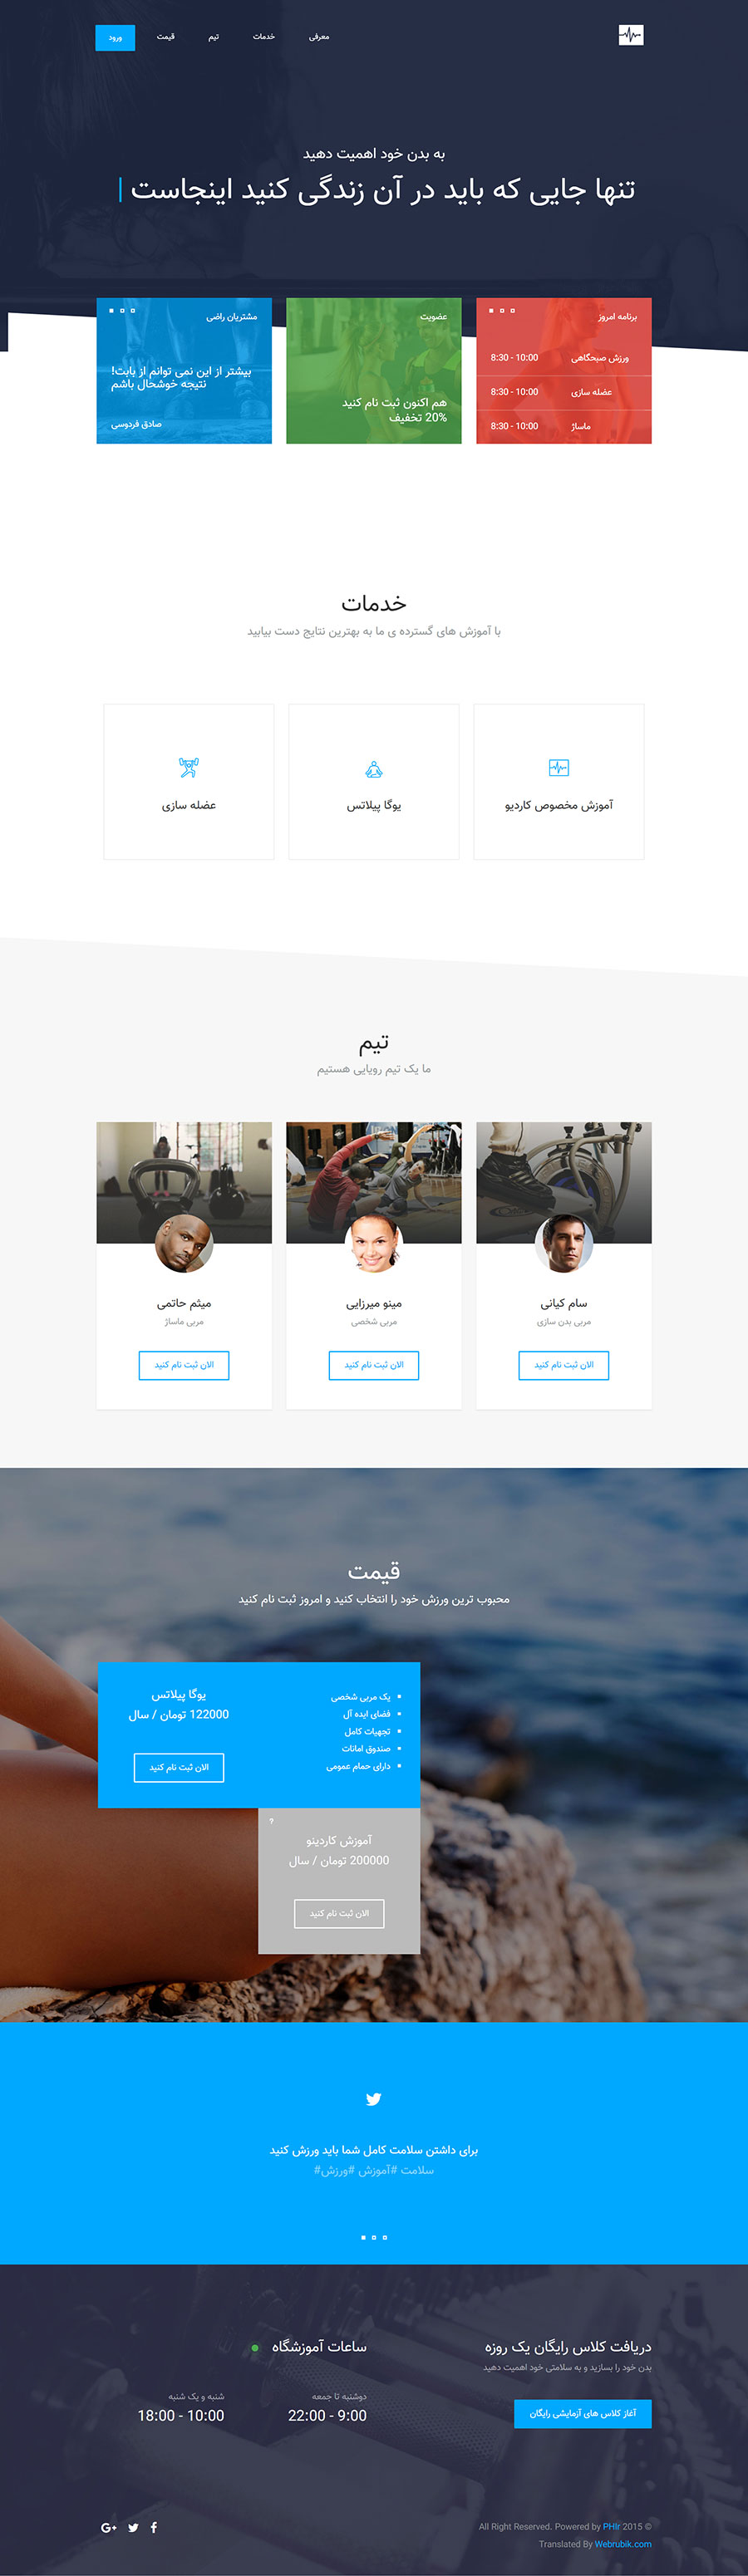 معرفی
خدمات
تیم
قیمت
ورود
به بدن خود اهمیت دهید
تنها جایی که باید در آن زندگی کنید اینجاست |
برنامه امروز
ورزش صبحگاهی
8:30 - 10:00
عضله سازی
8:30 - 10:00
ماساژ
8:30 - 10:00
عضویت
هم اکنون ثبت نام کنید
20% تخفیف
مشتریان راضی
بیشتر از این نمی توانم از بابت!
نتیجه خوشحال باشم
صادق فردوسی
خدمات
با آموزش های گسترده ی ما به بهترین نتایج دست بیابید
آموزش مخصوص کاردیو
یوگا پیلاتس
عضله سازی
تیم
ما یک تیم رویایی هستیم
سام کیانی
مربی بدن سازی
الان ثبت نام کنید
مینو میرزایی
مربی شخصی
الان ثبت نام کنید
میثم حاتمی
مربی ماساژ
الان ثبت نام کنید
قیمت
محبوب ترین ورزش خود را انتخاب کنید و امروز ثبت نام کنید
یک مربی شخصی
فضای ایده آل
تجهیات کامل
صندوق امانات
دارای حمام عمومی
یوگا پیلاتس
122000 تومان / سال
الان ثبت نام کنید
?
آموزش کاردینو
200000 تومان / سال
الان ثبت نام کنید
برای داشتن سلامت کامل شما باید ورزش کنید
سلامت #آموزش #ورزش#
دریافت کلاس رایگان یک روزه
بدن خود را بسازید و به سلامتی خود اهمیت دهید
آغاز کلاس های آزمایشی رایگان
ساعات آموزشگاه
دوشنبه تا جمعه
9:00 - 22:00
شنبه و یک شنبه
10:00 - 18:00
All Right Reserved. Powered by PHIr 2015 ©
Translated By Webrubik.com